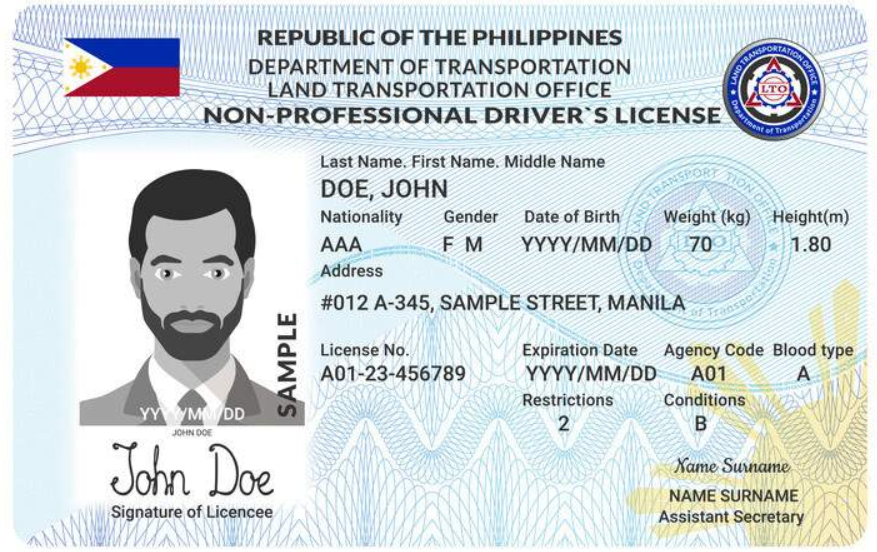 REPUBLIC OF THE PHILIPPINES
DEPARTMENT OF TRANSPORTATION
LAND TRANSPORTATION OFFICE
NON-PROFESSIONAL DRIVER`S LICENSE
LAND TRANSPORTATION OFFICE
LTO
Department of Transportation
Last Name. First Name. Middle Name
DOE, JOHN
Nationality Gender Date of Birth Weight (kg) Height(m)
AAA F M YYYY/MM/DD 70 1.80
Address
#012 A-345, SAMPLE STREET, MANILA
License No. Expiration Date Agency Code Blood type
A01-23-456789 YYYY/MM/DD A01 A
Restrictions Conditions
2 B
SAMPLE
YYYY/MM/DD
JOHN DOE
John Doe
Signature of Licencee
Name Surname
NAME SURNAME
Assistant Secretary